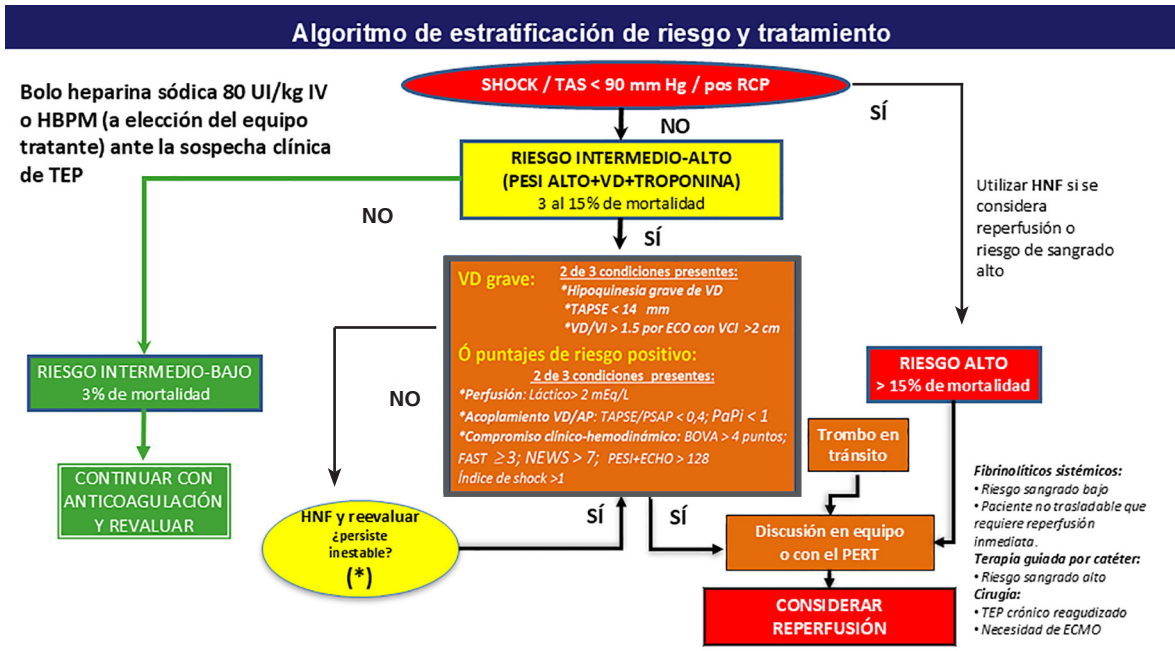 Algoritmo de estratificación de riesgo y tratamiento
Bolo heparina sódica 80 UI/kg IV
o HBPM (a elección del equipo
tratante) ante la sospecha clínica
de TEP
SHOCK / TAS < 90 mm Hg / pos RCP
SÍ
NO
RIESGO INTERMEDIO-ALTO
(PESI ALTO+VD+TROPONINA)
3 al 15% de mortalidad
NO
SÍ
Utilizar HNF si se
considera
reperfusión o
riesgo de sangrado
alto
VD grave:
2 de 3 condiciones presentes:
*Hipoquinesia grave de VD
*TAPSE < 14 mm
*VD/VI > 1.5 por ECO con VCI >2 cm
Ó puntajes de riesgo positivo:
2 de 3 condiciones presentes:
*Perfusión: Láctico> 2 mEq/L
*Acoplamiento VD/AP: TAPSE/PSAP < 0,4; PaPi < 1
*Compromiso clínico-hemodinámico: BOVA > 4 puntos;
FAST ≥3; NEWS > 7; PESI+ECHO > 128
Índice de shock >1
RIESGO INTERMEDIO-BAJO
3% de mortalidad
NO
RIESGO ALTO
> 15% de mortalidad
CONTINUAR CON
ANTICOAGULACIÓN
Y REVALUAR
HNF y reevaluar
¿persiste
inestable?
(*)
SÍ
SÍ
Trombo en
tránsito
Discusión en equipo
o con el PERT
CONSIDERAR
REPERFUSIÓN
Fibrinolíticos sistémicos:
• Riesgo sangrado bajo
• Paciente no trasladable que
requiere reperfusión
inmediata.
Terapia guiada por catéter:
• Riesgo sangrado alto
Cirugía:
• TEP crónico reagudizado
• Necesidad de ECMO